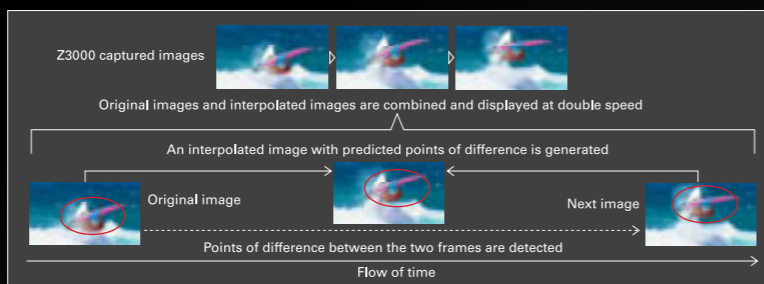 Z3000 captured images
Original images and interpolated images are combined and displayed at double speed
An interpolated image with predicted points of difference is generated
Original image
Next image
Points of difference between the two frames are detected
Flow of time